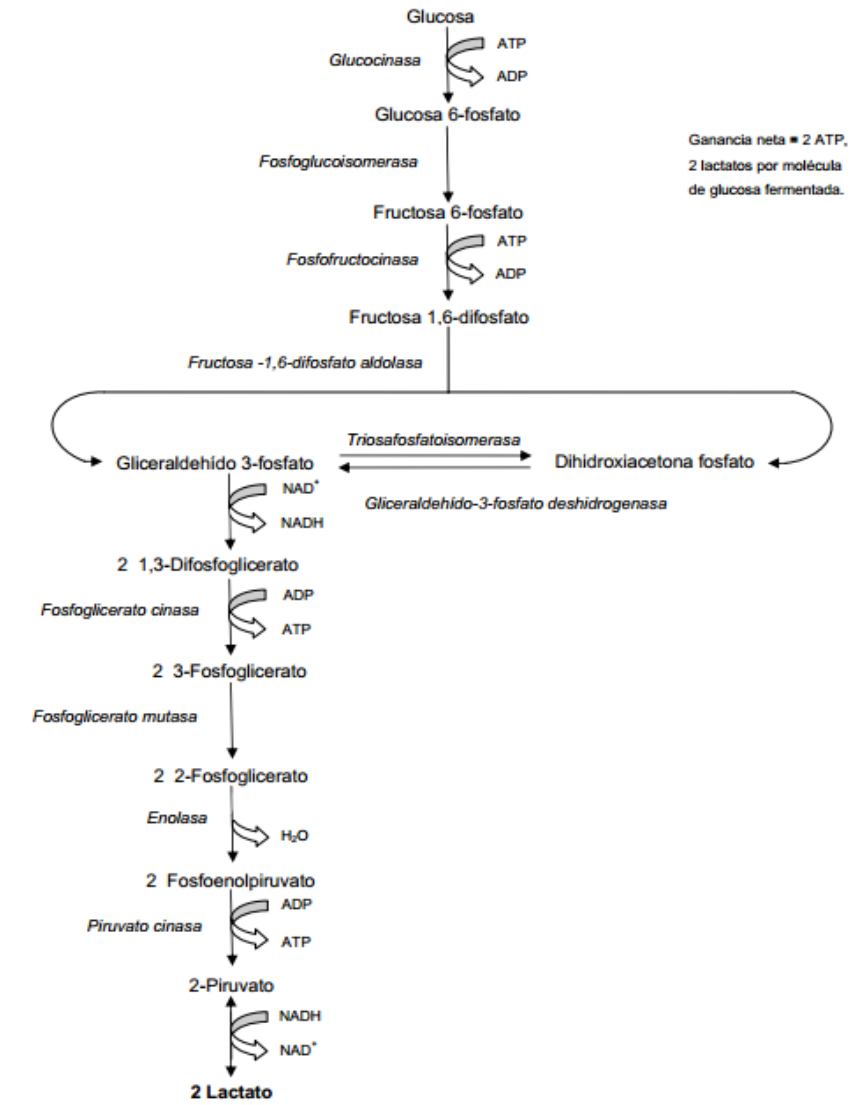 Glucosa
ATP
Glucocinasa
ADP
Glucosa 6-fosfato
Ganancia neta = 2 ATP,
2 lactatos por molécula
de glucosa fermentada.
Fosfoglucoisomerasa
Fructosa 6-fosfato
ATP
Fosfofructocinasa
ADP
Fructosa 1,6-difosfato
Fructosa -1,6-difosfato aldolasa
Triosafosfatoisomerasa
Gliceraldehído 3-fosfato
Dihidroxiacetona fosfato
NAD⁺
Gliceraldehído-3-fosfato deshidrogenasa
NADH
2 1,3-Difosfoglicerato
ADP
Fosfoglicerato cinasa
ATP
2 3-Fosfoglicerato
Fosfoglicerato mutasa
2 2-Fosfoglicerato
Enolasa
H₂O
2 Fosfoenolpiruvato
ADP
Piruvato cinasa
ATP
2-Piruvato
NADH
NAD⁺
2 Lactato